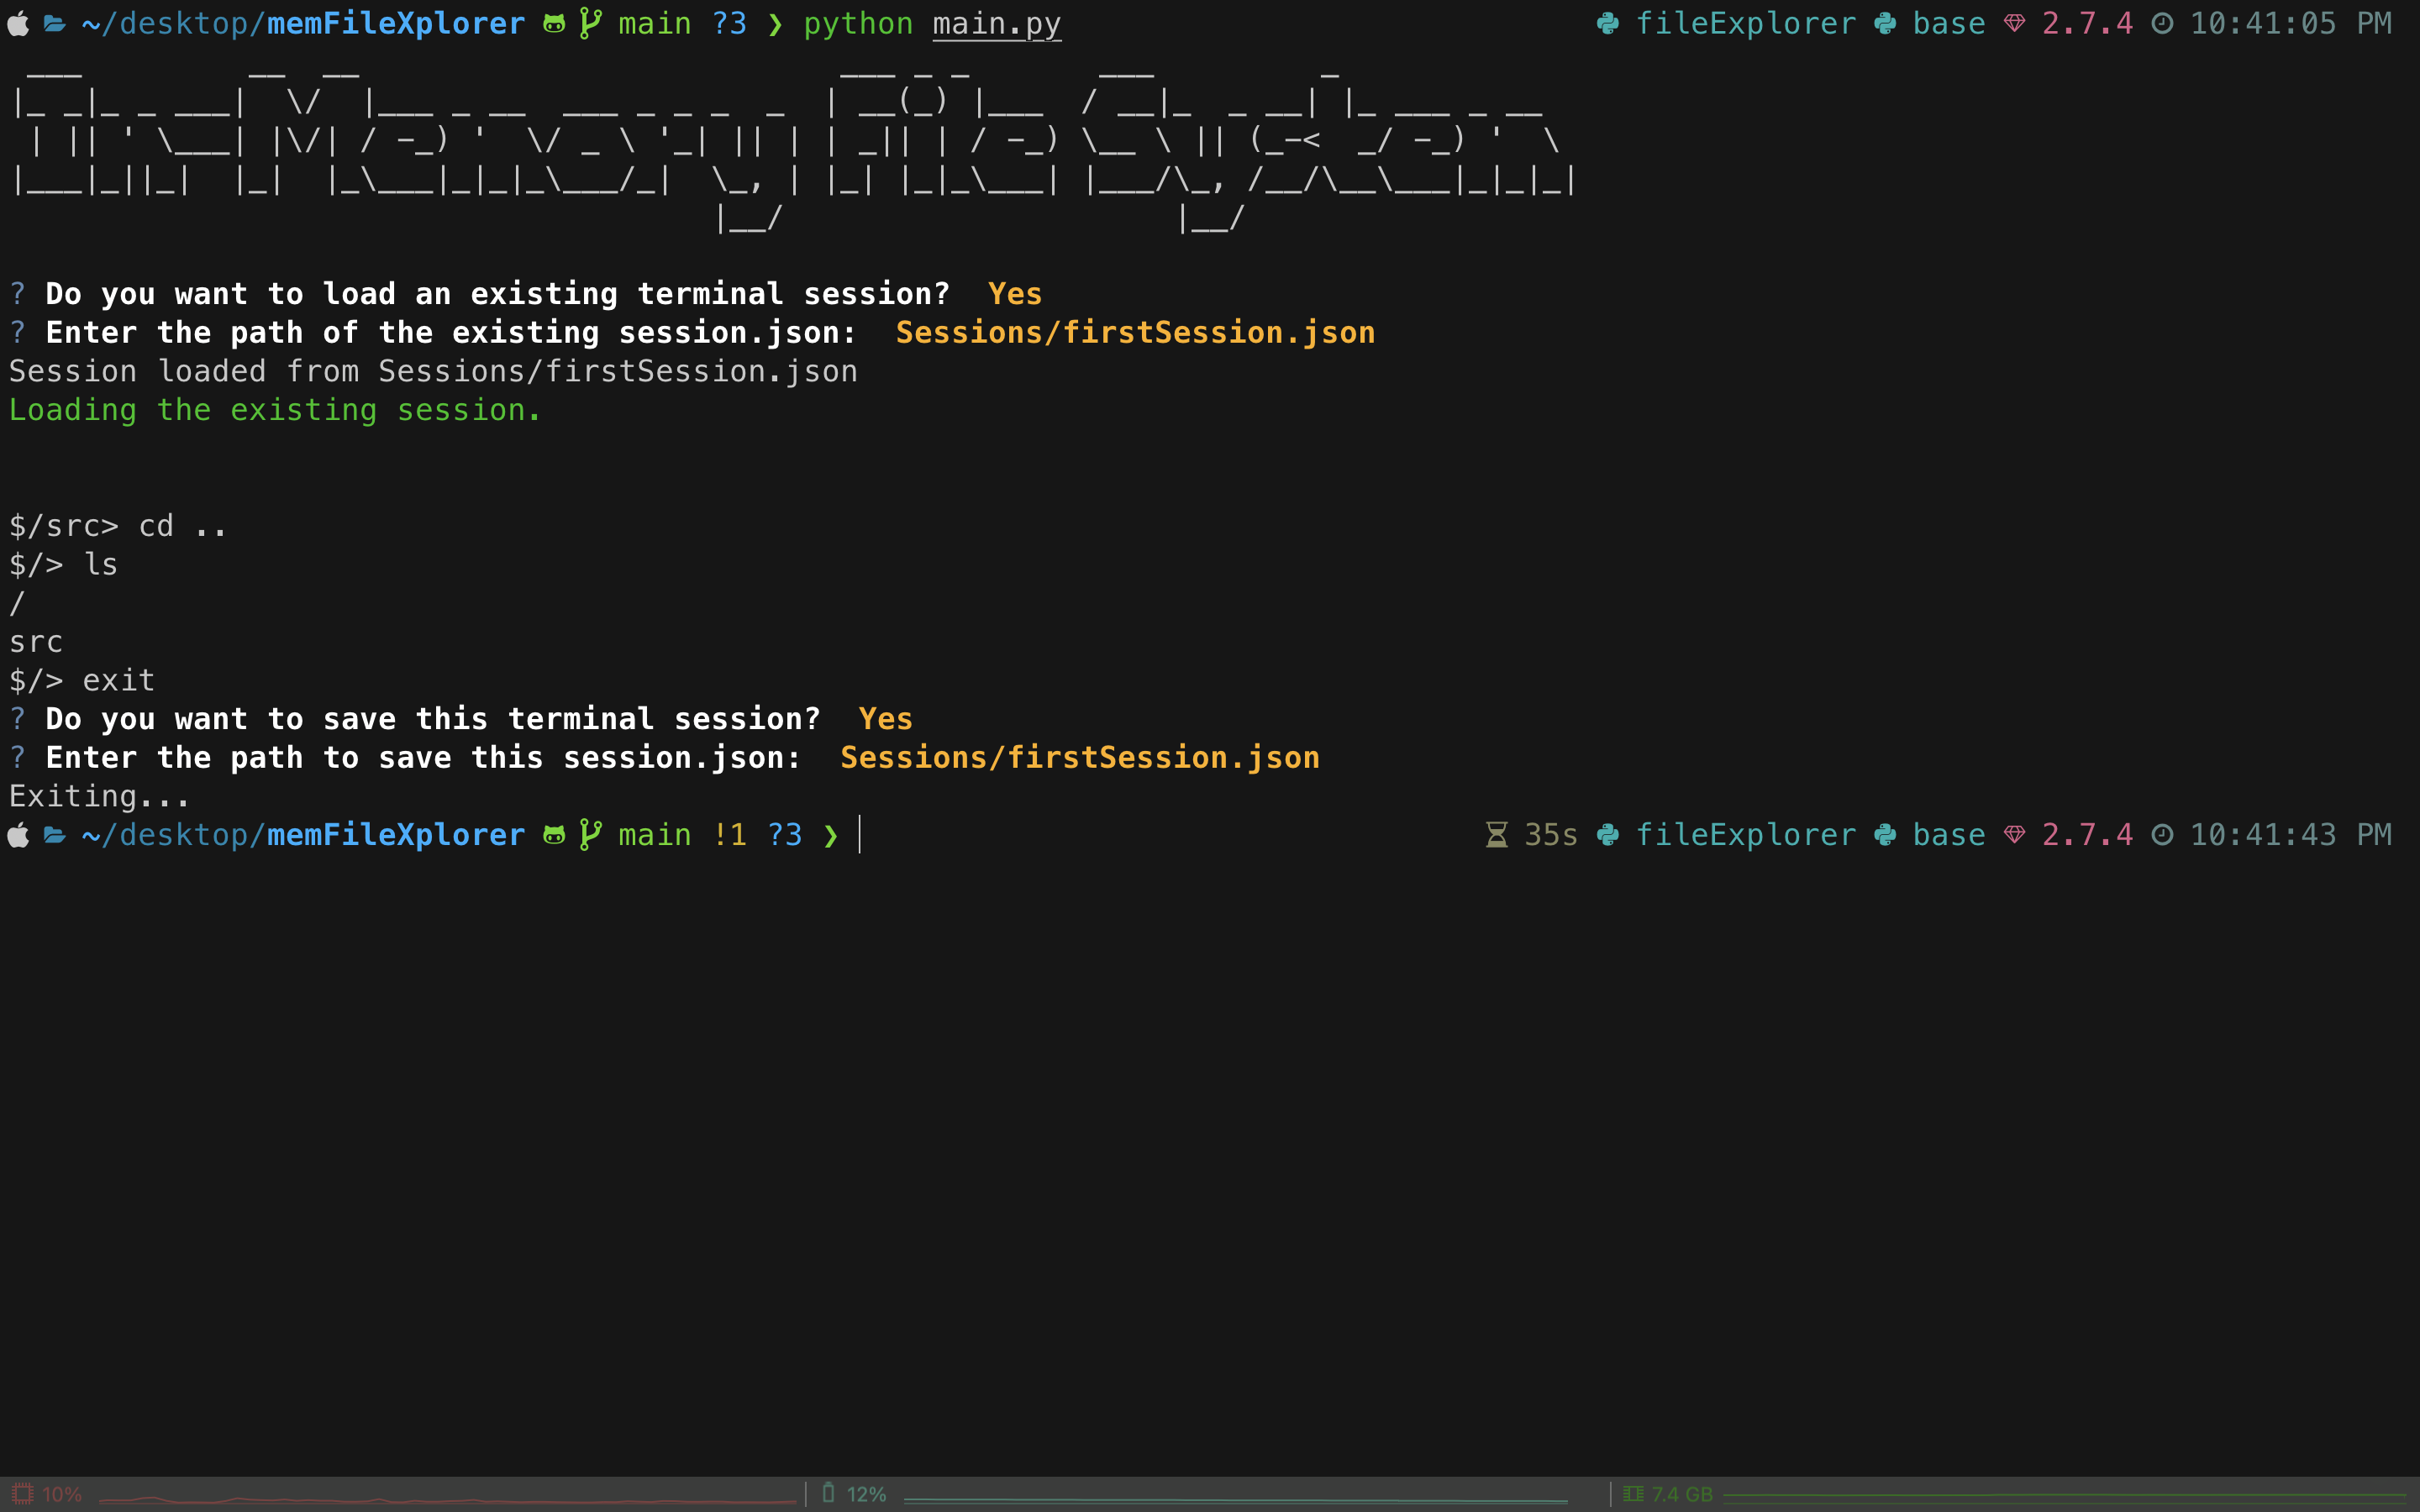 ~/desktop/memFileXplorer main ?3 ❯ python main.py fileExplorer base 2.7.4 10:41:05 PM
In-Memory File System
? Do you want to load an existing terminal session?  Yes
? Enter the path of the existing session.json:  Sessions/firstSession.json
Session loaded from Sessions/firstSession.json
Loading the existing session.
$/src> cd ..
$/> ls
/
src
$/> exit
? Do you want to save this terminal session?  Yes
? Enter the path to save this session.json:  Sessions/firstSession.json
Exiting...
~/desktop/memFileXplorer main !1 ?3 ❯ 35s fileExplorer base 2.7.4 10:41:43 PM
10% 12% 7.4 GB